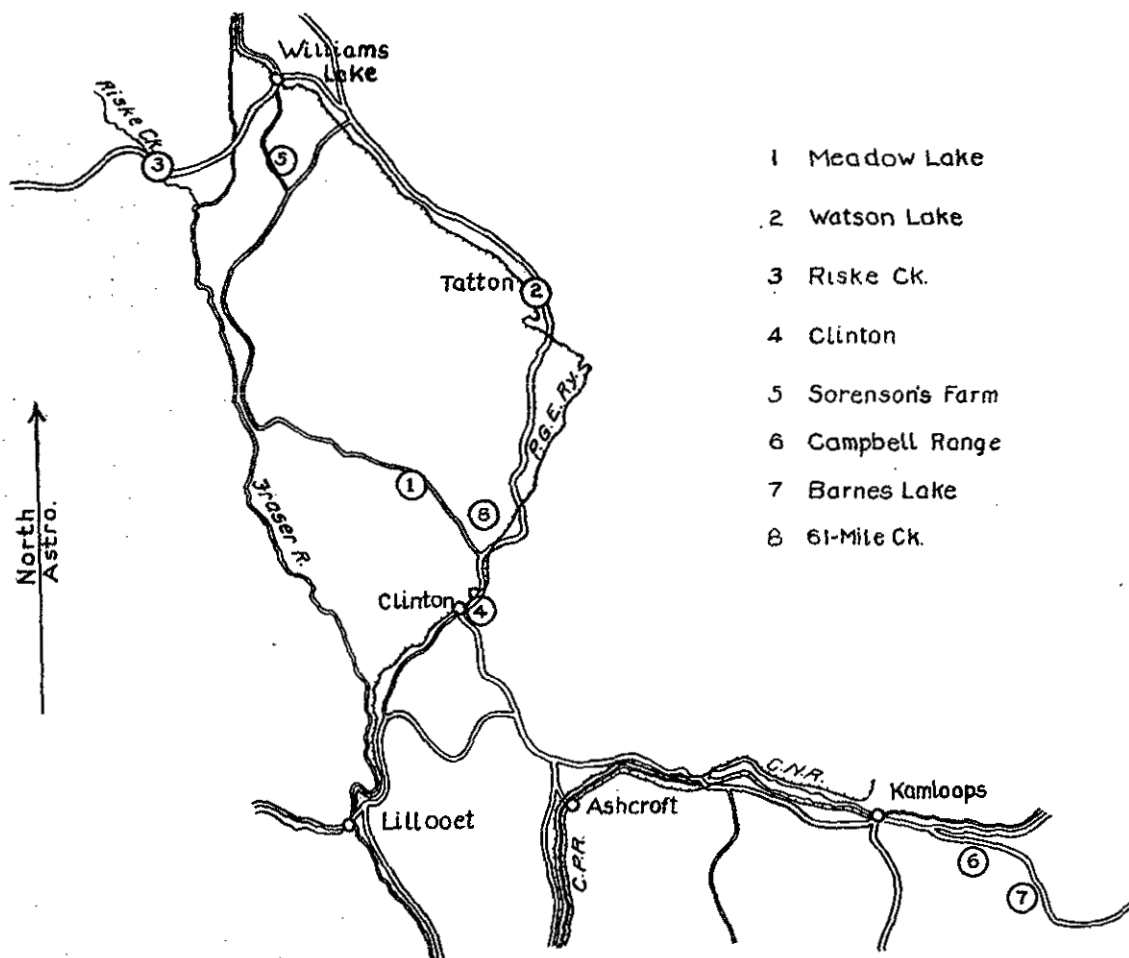 Williams
Lake
Riske Ck.
3
5
1 Meadow Lake
2 Watson Lake
Tatton
2
3 Riske Ck.
4 Clinton
P.G.E. Ry.
5 Sorenson's Farm
6 Campbell Range
1
7 Barnes Lake
8
8 61-Mile Ck.
Fraser R.
North
Astro.
Clinton
4
C.N.R.
Kamloops
Ashcroft
Lillooet
C.P.R.
6
7